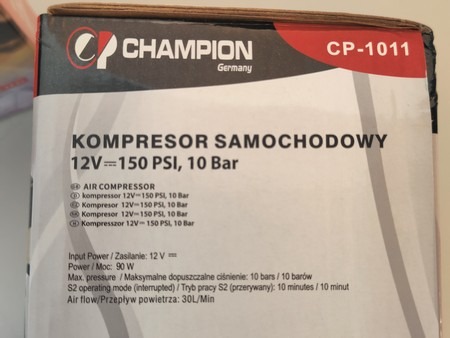 CHAMPION
Germany
CP-1011
KOMPRESOR SAMOCHODOWY
12V⎓150 PSI, 10 Bar
AIR COMPRESSOR
kompressor 12V⎓150 PSI, 10 Bar
Kompresor 12V⎓150 PSI, 10 Bar
Kompresor 12V⎓150 PSI, 10 Bar
Kompresszor 12V⎓150 PSI, 10 Bar
Input Power / Zasilanie: 12 V ⎓
Power / Moc: 90 W
Max. pressure / Maksymalne dopuszczalne ciśnienie: 10 bars / 10 barów
S2 operating mode (interrupted) / Tryb pracy S2 (przerywany): 10 minutes / 10 minut
Air flow/Przepływ powietrza: 30L/Min